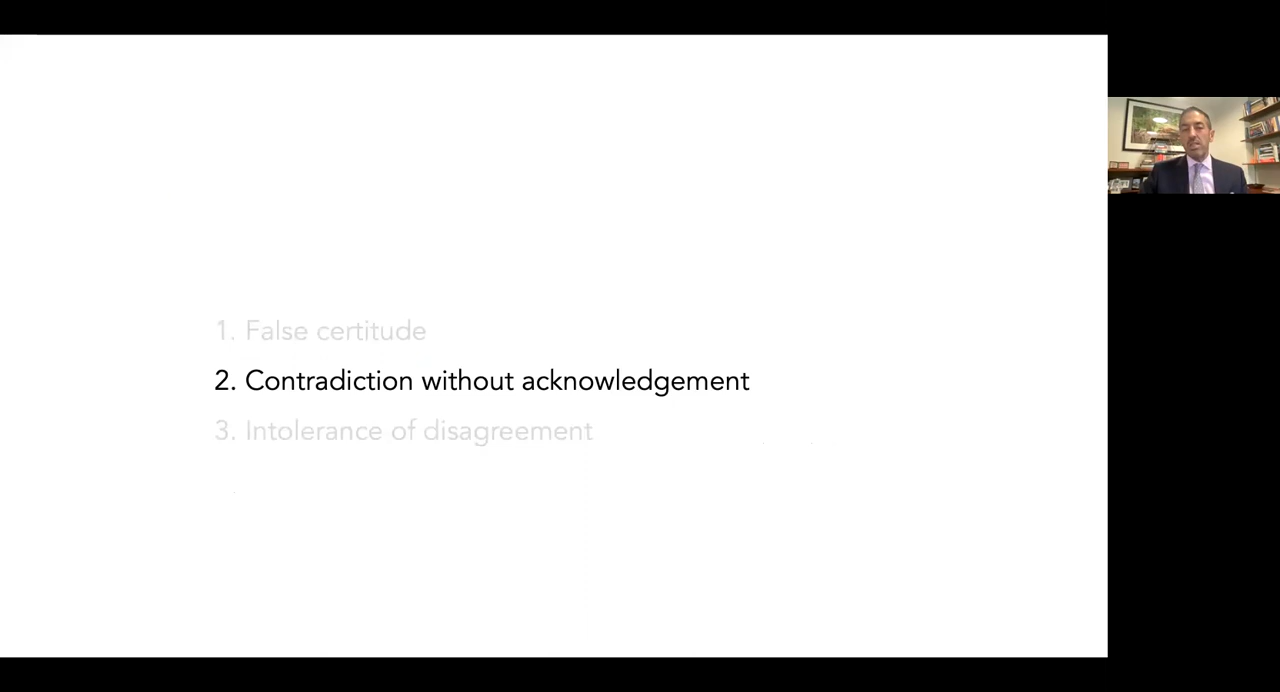 1. False certitude
2. Contradiction without acknowledgement
3. Intolerance of disagreement